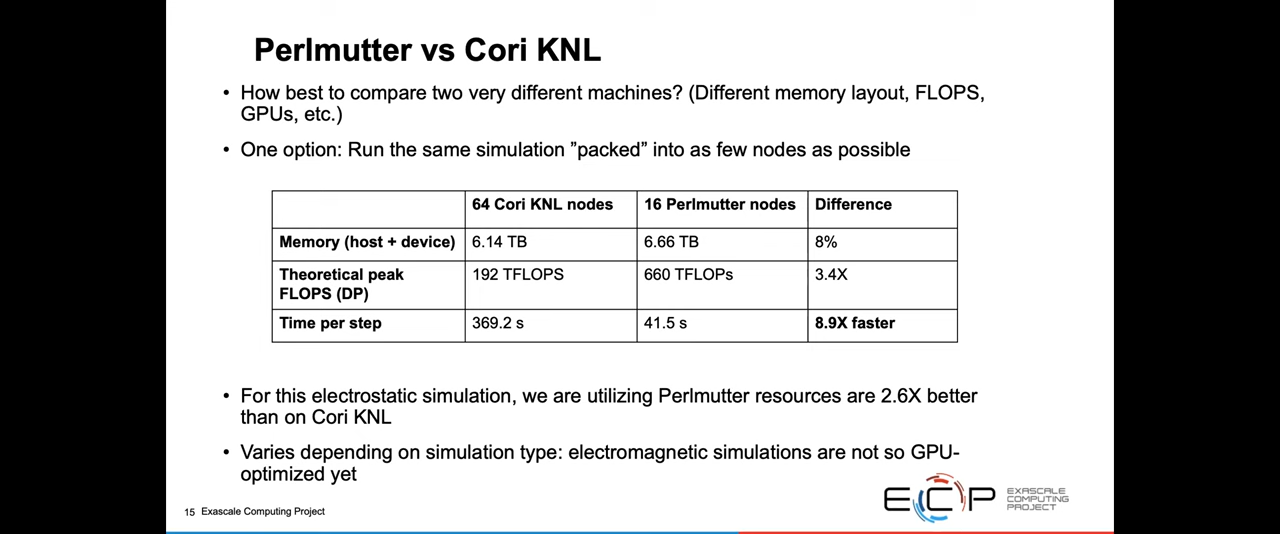 Perlmutter vs Cori KNL
• How best to compare two very different machines? (Different memory layout, FLOPS,
GPUs, etc.)
• One option: Run the same simulation ”packed” into as few nodes as possible
64 Cori KNL nodes 16 Perlmutter nodes Difference
Memory (host + device) 6.14 TB 6.66 TB 8%
Theoretical peak 192 TFLOPS 660 TFLOPs 3.4X
FLOPS (DP)
Time per step 369.2 s 41.5 s 8.9X faster
• For this electrostatic simulation, we are utilizing Perlmutter resources are 2.6X better
than on Cori KNL
• Varies depending on simulation type: electromagnetic simulations are not so GPU-
optimized yet
ECP
EXASCALE
COMPUTING
PROJECT
15 Exascale Computing Project